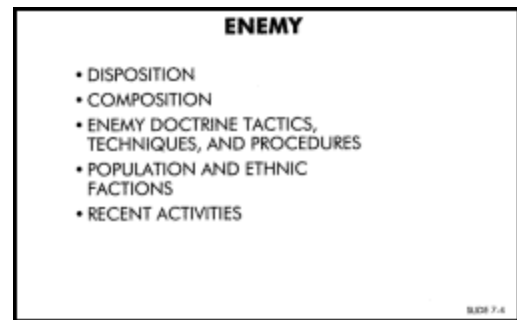 ENEMY
• DISPOSITION
• COMPOSITION
• ENEMY DOCTRINE TACTICS,
TECHNIQUES, AND PROCEDURES
• POPULATION AND ETHNIC
FACTIONS
• RECENT ACTIVITIES
SLIDE 7-4